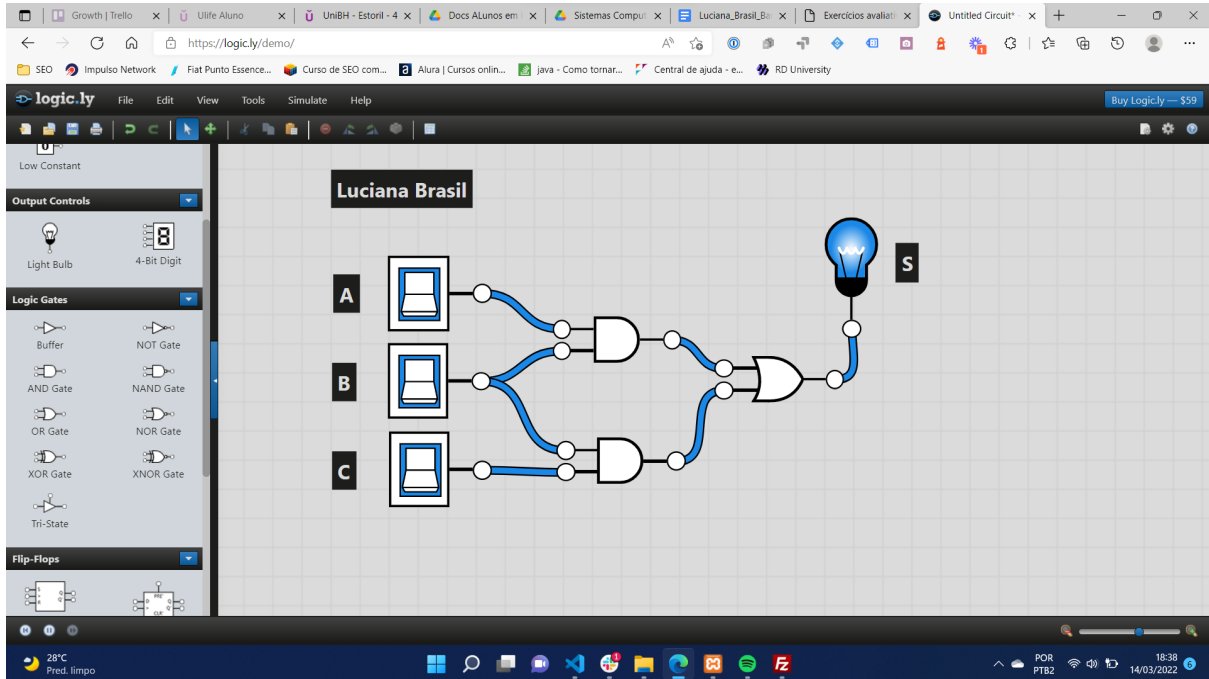 Growth | Trello
Ulife Aluno
UniBH - Estoril - 4
Docs ALunos em
Sistemas Comput
Luciana_Brasil_Ba
Exercícios avaliati
Untitled Circuit*
https://logic.ly/demo/
SEO
Impulso Network
Fiat Punto Essence...
Curso de SEO com...
Alura | Cursos onlin...
java - Como tornar...
Central de ajuda - e...
RD University
logic.ly File Edit View Tools Simulate Help
Buy Logic.ly — $59
Low Constant
Output Controls
Light Bulb
4-Bit Digit
Logic Gates
Buffer
NOT Gate
AND Gate
NAND Gate
OR Gate
NOR Gate
XOR Gate
XNOR Gate
Tri-State
Flip-Flops
Luciana Brasil
A
B
C
S
28°C
Pred. limpo
POR
PTB2
18:38
14/03/2022
6